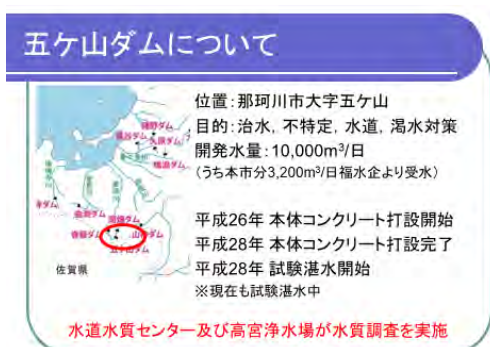 五ケ山ダムについて
位置:那珂川市大字五ケ山
目的:治水，不特定，水道，渇水対策
開発水量:10,000m³/日
(うち本市分3,200m³/日福水企より受水)
平成26年 本体コンクリート打設開始
平成28年 本体コンクリート打設完了
平成28年 試験湛水開始
※現在も試験湛水中
佐賀県
水道水質センター及び高宮浄水場が水質調査を実施